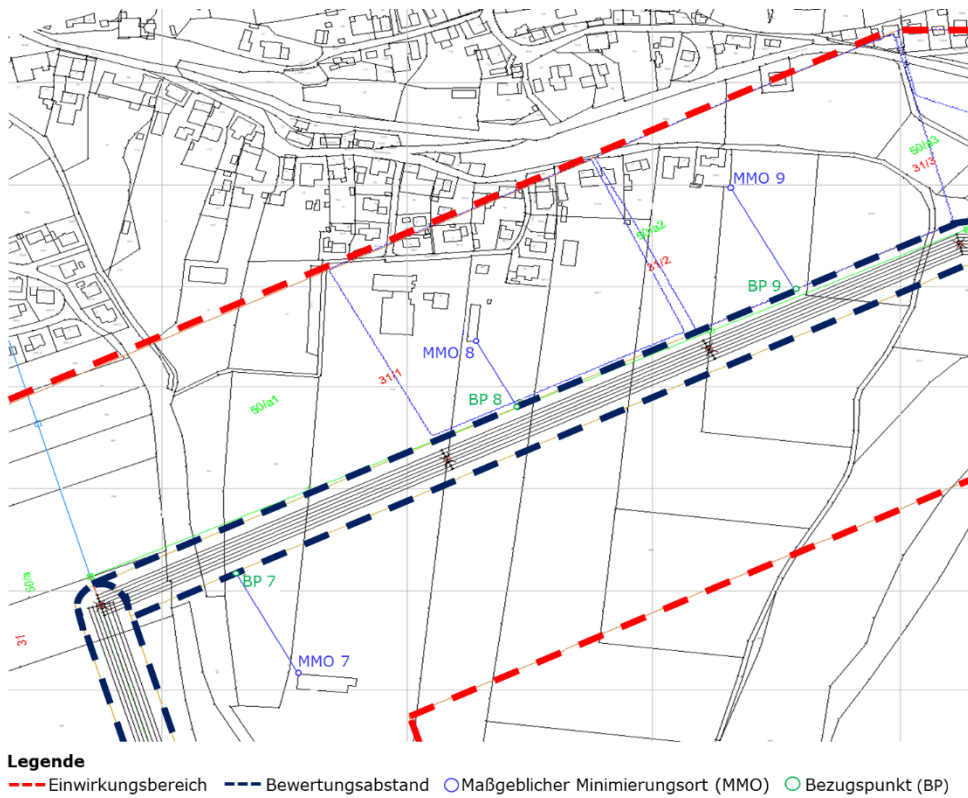 50/a3
31/3
MMO 9
50/a2
31/2
BP 9
MMO 8
31/1
BP 8
50/a1
BP 7
50/a
31
MMO 7
Legende
Einwirkungsbereich Bewertungsabstand Maßgeblicher Minimierungsort (MMO) Bezugspunkt (BP)